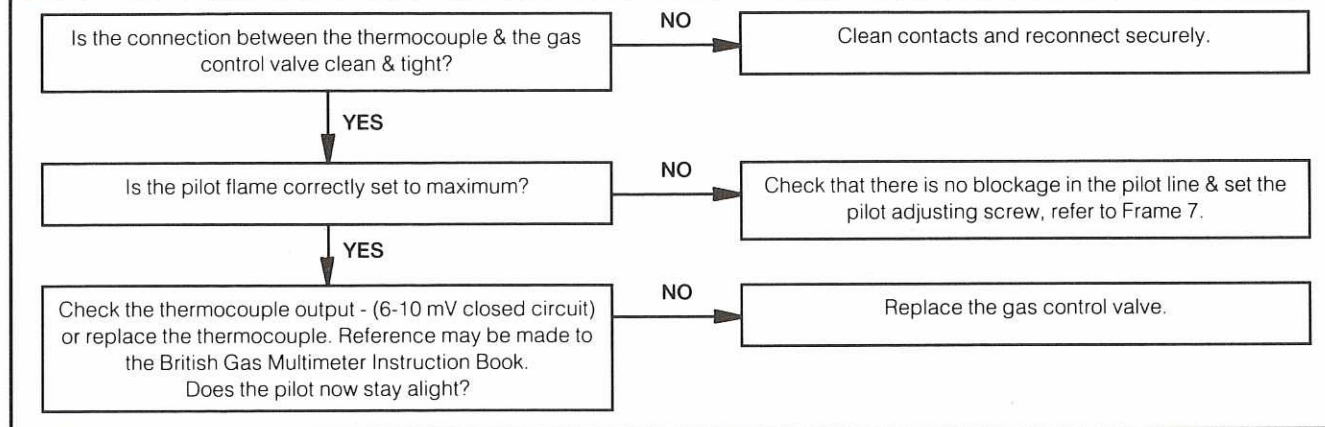 Is the connection between the thermocouple & the gas
control valve clean & tight?
NO
Clean contacts and reconnect securely.
YES
Is the pilot flame correctly set to maximum?
NO
Check that there is no blockage in the pilot line & set the
pilot adjusting screw, refer to Frame 7.
YES
Check the thermocouple output - (6-10 mV closed circuit)
or replace the thermocouple. Reference may be made to
the British Gas Multimeter Instruction Book.
Does the pilot now stay alight?
NO
Replace the gas control valve.